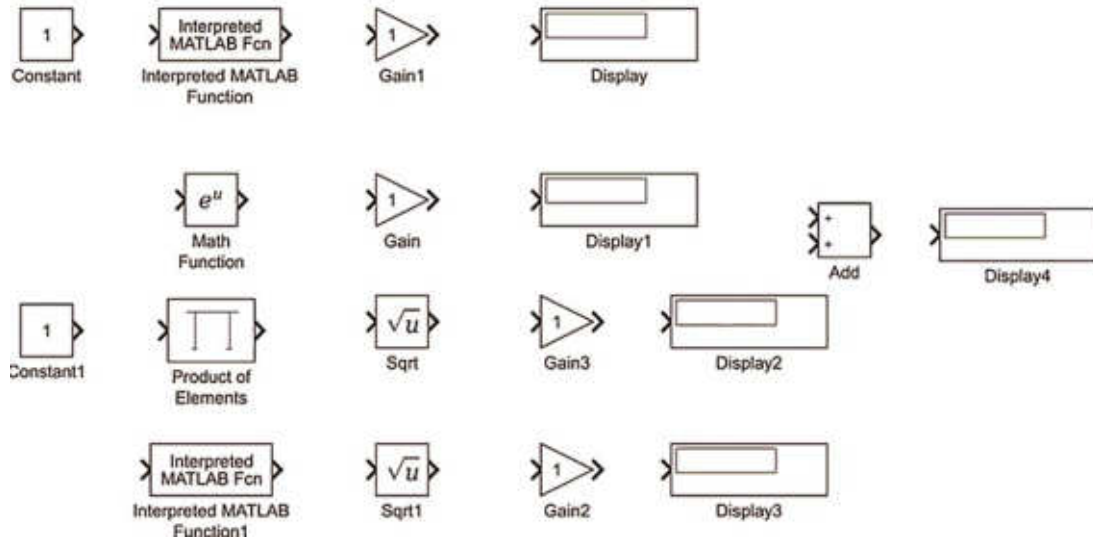 1
Interpreted
MATLAB Fcn
1
Constant
Interpreted MATLAB
Function
Gain1
Display
e^u
1
Math
Function
Gain
Display1
+
+
Add
Display4
1
√u
1
Constant1
Product of
Elements
Sqrt
Gain3
Display2
Interpreted
MATLAB Fcn
√u
1
Interpreted MATLAB
Function1
Sqrt1
Gain2
Display3